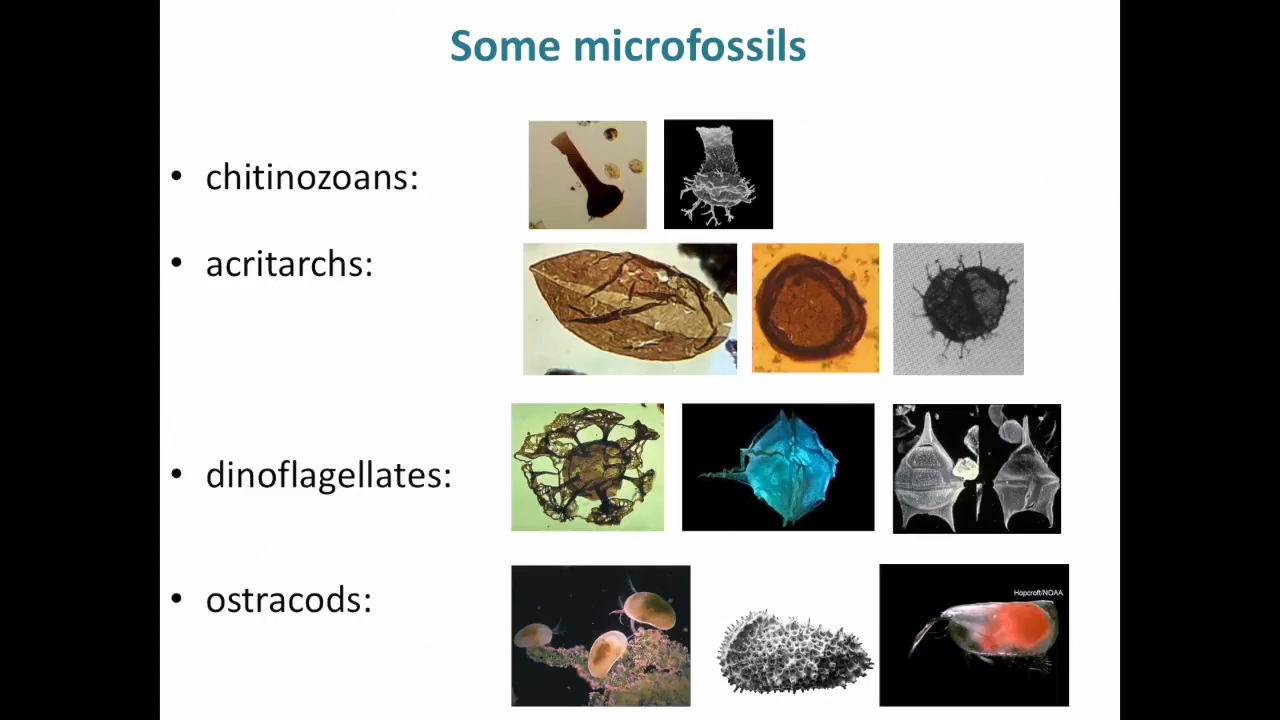 Some microfossils
• chitinozoans:
• acritarchs:
• dinoflagellates:
• ostracods:
Hopcroft/NOAA